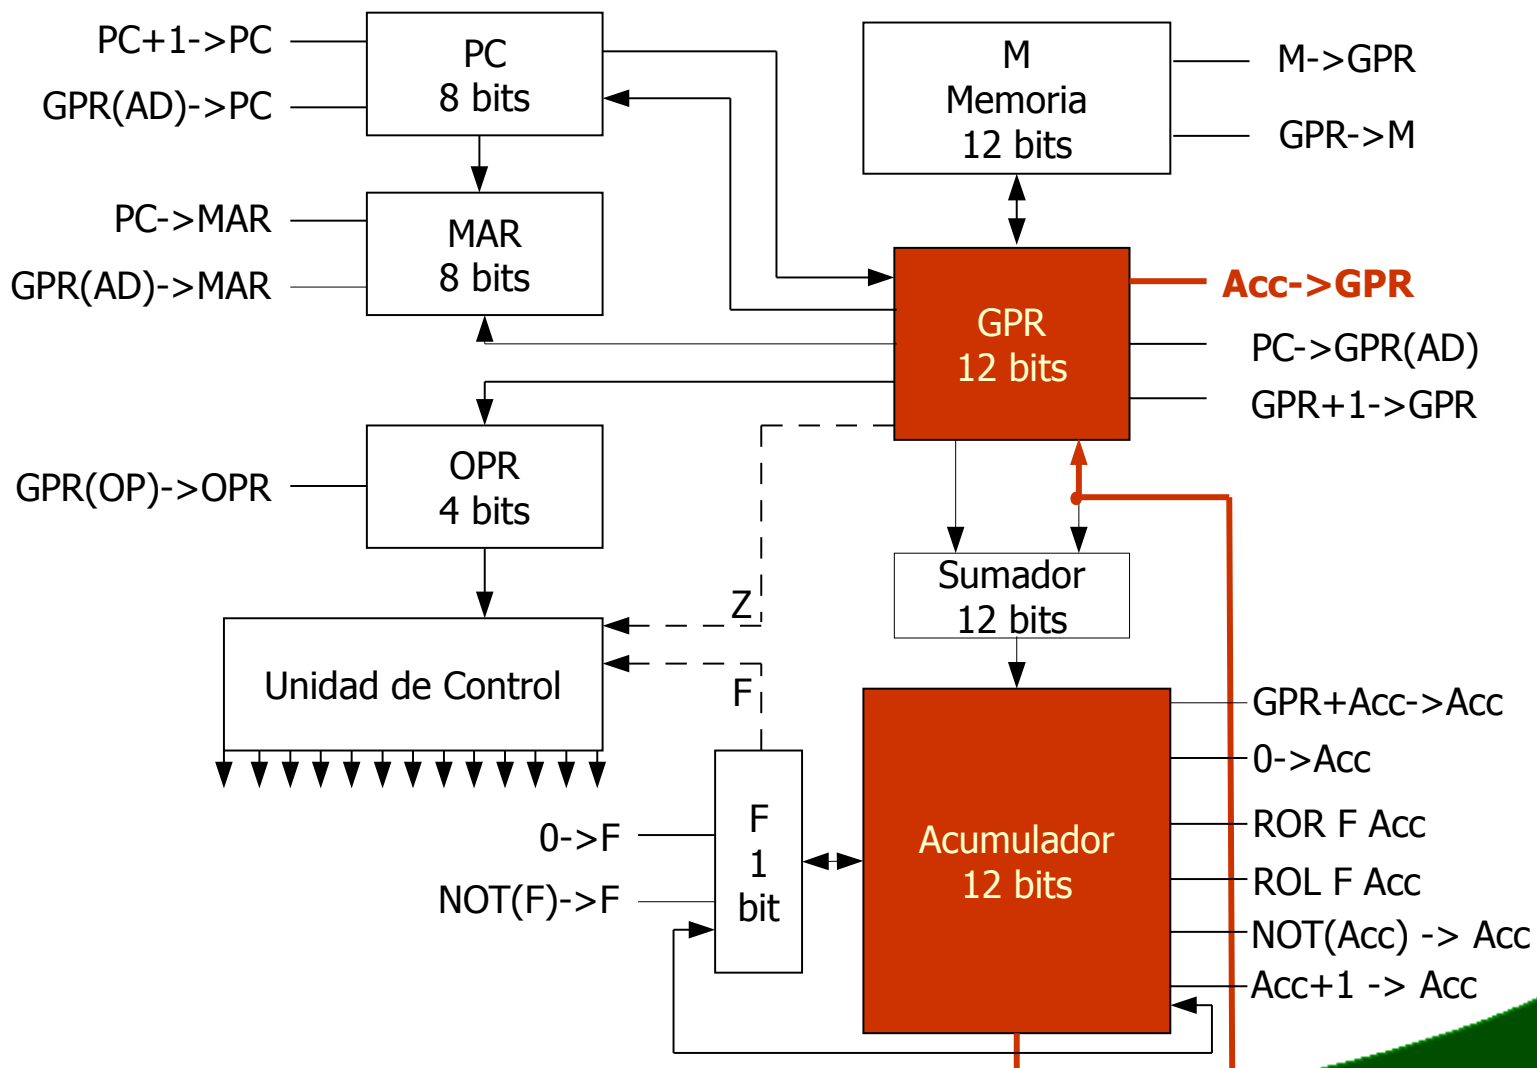 PC+1->PC
GPR(AD)->PC
PC
8 bits
M
Memoria
12 bits
M->GPR
GPR->M
PC->MAR
GPR(AD)->MAR
MAR
8 bits
GPR
12 bits
Acc->GPR
PC->GPR(AD)
GPR+1->GPR
GPR(OP)->OPR
OPR
4 bits
Sumador
12 bits
Z
F
Unidad de Control
0->F
NOT(F)->F
F
1
bit
Acumulador
12 bits
GPR+Acc->Acc
0->Acc
ROR F Acc
ROL F Acc
NOT(Acc) -> Acc
Acc+1 -> Acc